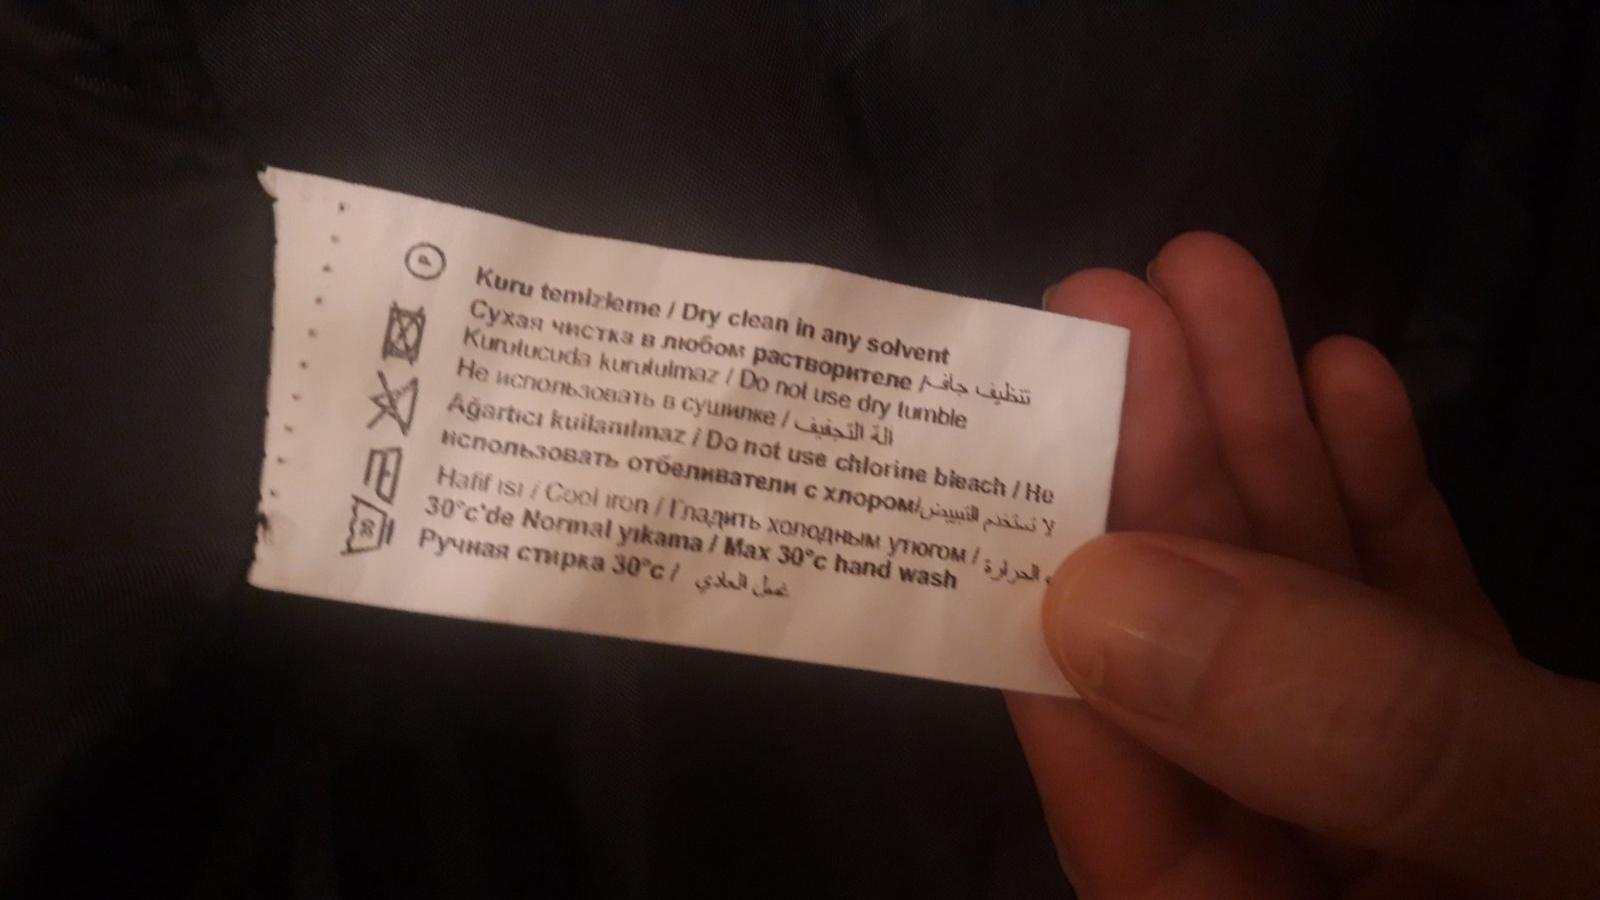 P
Kuru temizleme / Dry clean in any solvent
Сухая чистка в любом растворителе / تنظيف جاف
Kurutucuda kurutulmaz / Do not use dry tumble
Не использовать в сушилке / آلة التجفيف
Ağartıcı kullanılmaz / Do not use chlorine bleach / Не
использовать отбеливатели с хлором/ لا تستخدم التبييض
Hafif ısı / Cool iron / Гладить холодным утюгом / الحرارة
30°c'de Normal yıkama / Max 30°c hand wash
30
Ручная стирка 30°c / غسل العادي